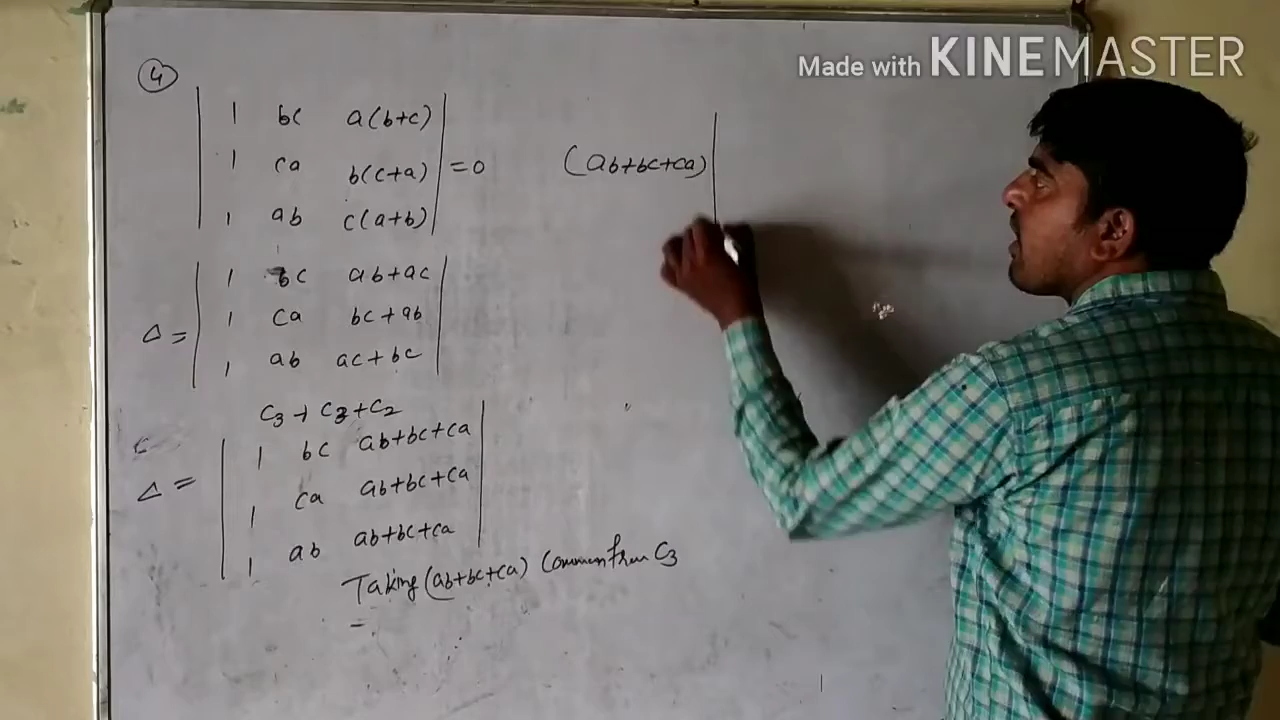 Made with KINEMASTER
4
1 bc a(b+c)
1 ca b(c+a) = 0
1 ab c(a+b)
1 bc ab+ac
Δ = 1 ca bc+ab
1 ab ac+bc
C3 → C3+C2
1 bc ab+bc+ca
Δ = 1 ca ab+bc+ca
1 ab ab+bc+ca
Taking (ab+bc+ca) common from C3
=
(ab+bc+ca)